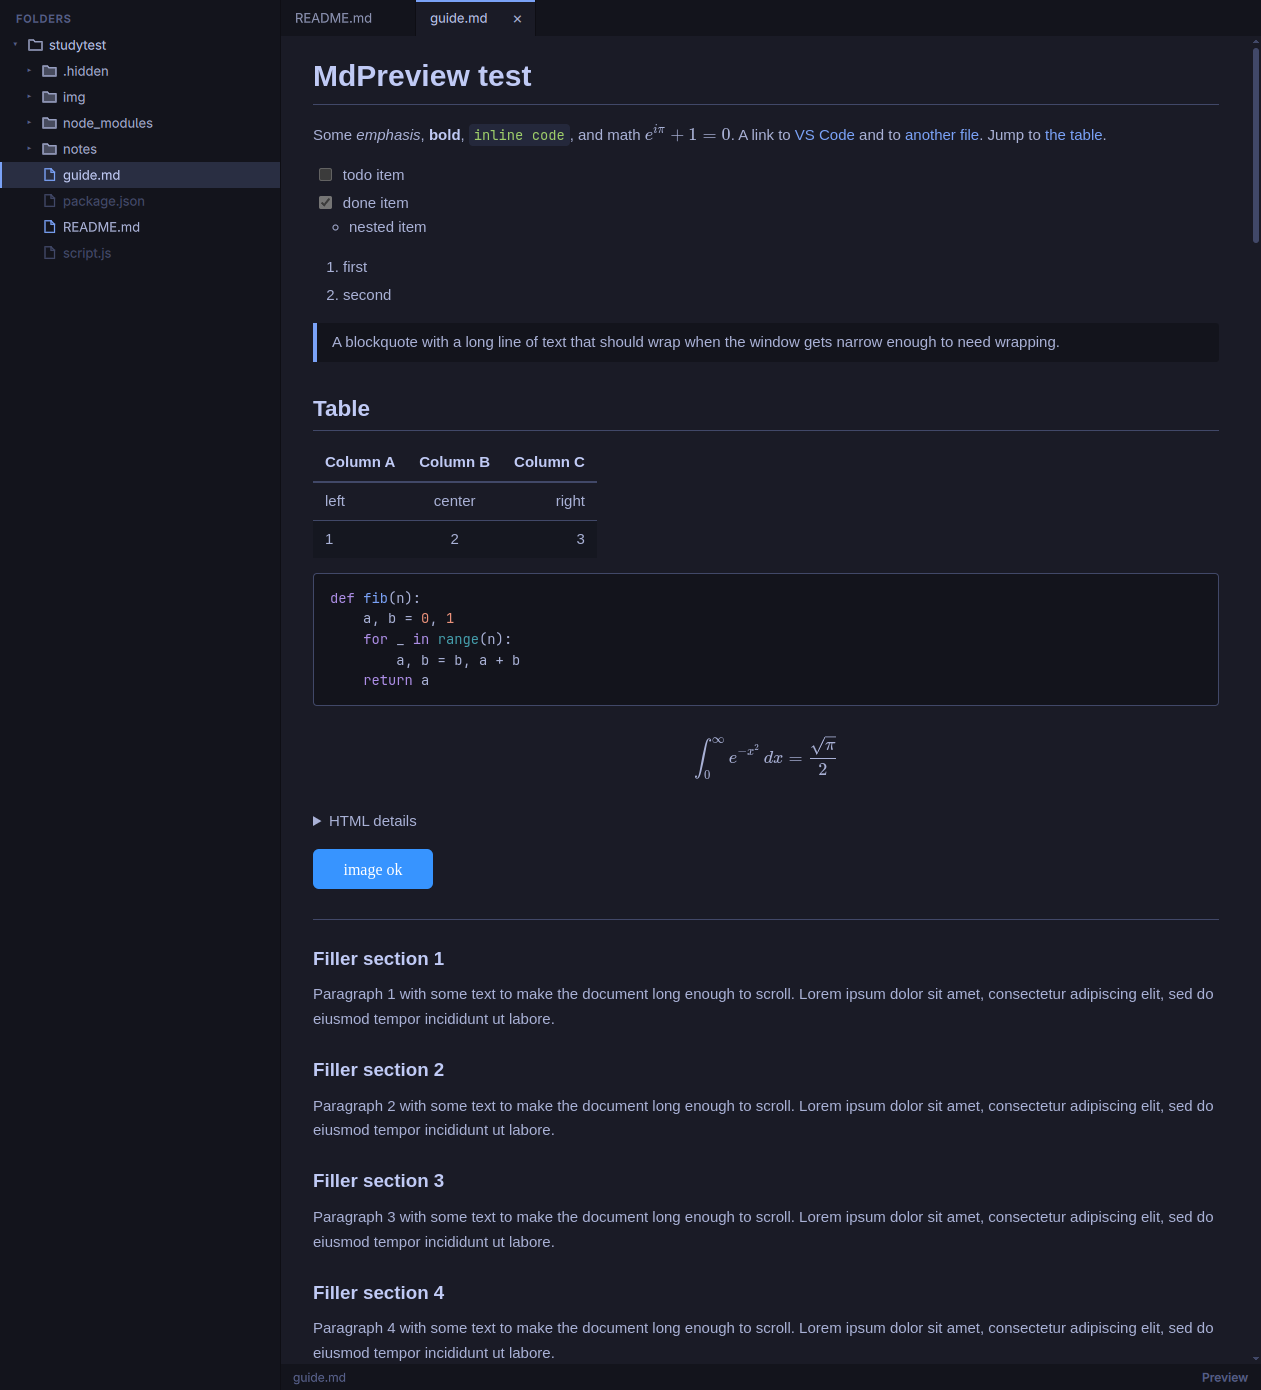 FOLDERS
studytest
.hidden
img
node_modules
notes
guide.md
package.json
README.md
script.js
README.md
guide.md
MdPreview test
Some emphasis, bold, inline code, and math e^{iπ} + 1 = 0. A link to VS Code and to another file. Jump to the table.
todo item
done item
nested item
1. first
2. second
A blockquote with a long line of text that should wrap when the window gets narrow enough to need wrapping.
Table
Column A Column B Column C
left center right
1 2 3
def fib(n):
    a, b = 0, 1
    for _ in range(n):
        a, b = b, a + b
    return a
∫_0^∞ e^{-x^2} dx = √π/2
HTML details
image ok
Filler section 1
Paragraph 1 with some text to make the document long enough to scroll. Lorem ipsum dolor sit amet, consectetur adipiscing elit, sed do
eiusmod tempor incididunt ut labore.
Filler section 2
Paragraph 2 with some text to make the document long enough to scroll. Lorem ipsum dolor sit amet, consectetur adipiscing elit, sed do
eiusmod tempor incididunt ut labore.
Filler section 3
Paragraph 3 with some text to make the document long enough to scroll. Lorem ipsum dolor sit amet, consectetur adipiscing elit, sed do
eiusmod tempor incididunt ut labore.
Filler section 4
Paragraph 4 with some text to make the document long enough to scroll. Lorem ipsum dolor sit amet, consectetur adipiscing elit, sed do
eiusmod tempor incididunt ut labore.
guide.md
Preview